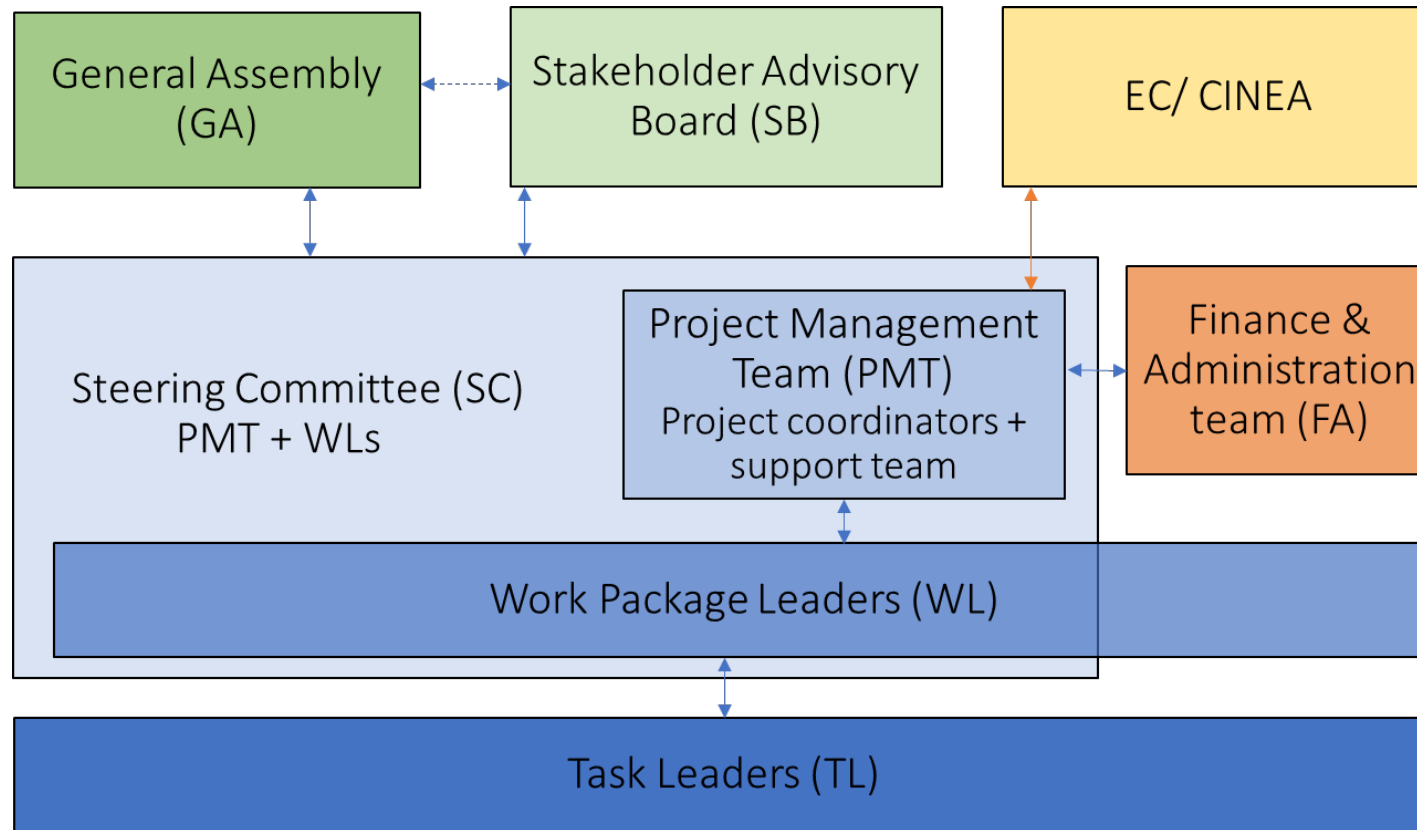 General Assembly
(GA)
Stakeholder Advisory
Board (SB)
EC/ CINEA
Steering Committee (SC)
PMT + WLs
Project Management
Team (PMT)
Project coordinators +
support team
Finance &
Administration
team (FA)
Work Package Leaders (WL)
Task Leaders (TL)